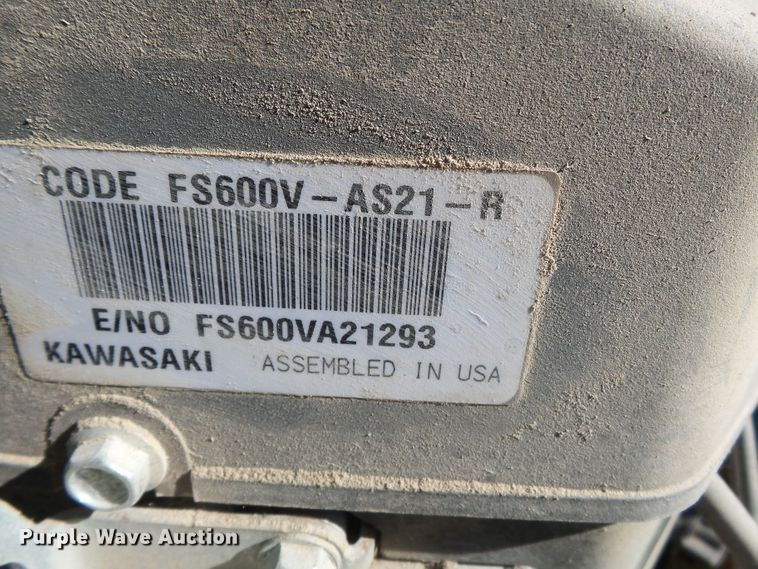 CODE FS600V-AS21-R
E/NO FS600VA21293
KAWASAKI ASSEMBLED IN USA
Purple Wave Auction®